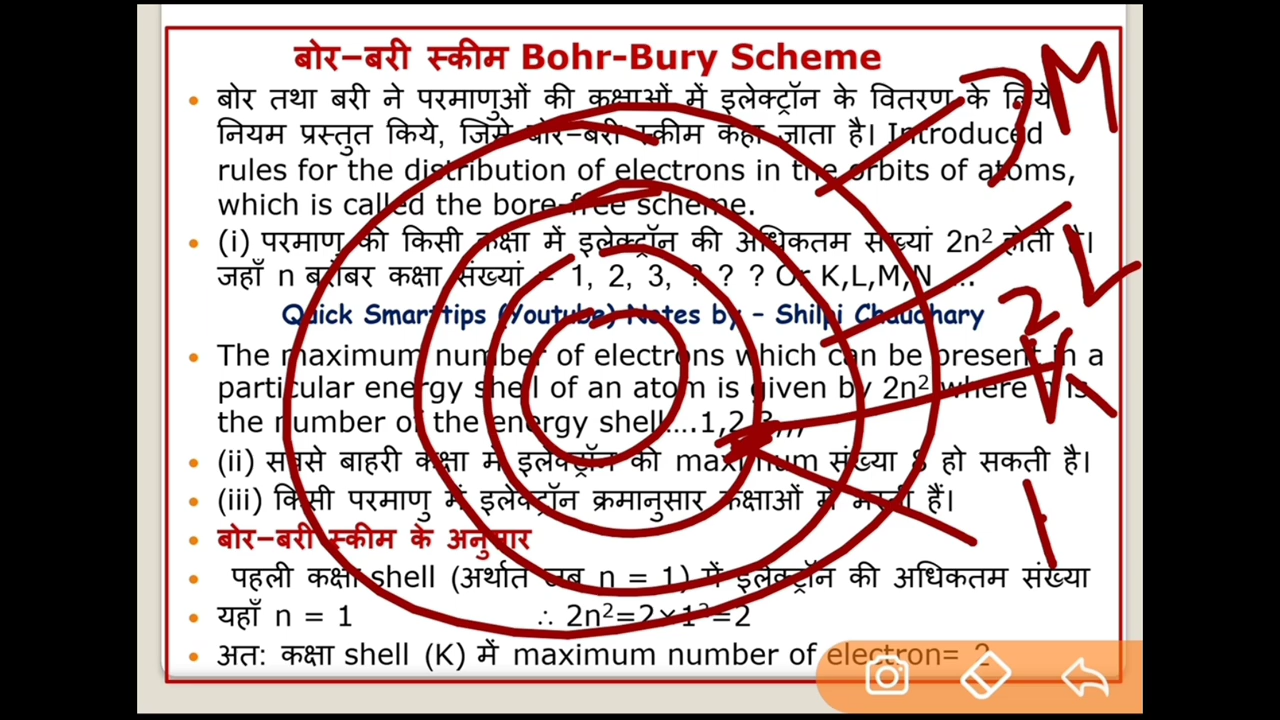 बोर–बरी स्कीम Bohr-Bury Scheme
बोर तथा बरी ने परमाणुओं की कक्षाओं में इलेक्ट्रॉन के वितरण के लिये
नियम प्रस्तुत किये, जिसे बोर–बरी स्कीम कहा जाता है। Introduced
rules for the distribution of electrons in the orbits of atoms,
which is called the bore-free scheme.
(i) परमाणु की किसी कक्षा में इलेक्ट्रॉन की अधिकतम संख्यां 2n² होती है।
जहाँ n बरोबर कक्षा संख्यां = 1, 2, 3, ? ? ? Or K,L,M,N ....
Quick Smarttips (Youtube) Notes by – Shilpi Chaudhary
The maximum number of electrons which can be present in a
particular energy shell of an atom is given by 2n² where n is
the number of the energy shell....1,2,3,,,
(ii) सबसे बाहरी कक्षा में इलेक्ट्रॉन की maximum संख्या 8 हो सकती है।
(iii) किसी परमाणु में इलेक्ट्रॉन क्रमानुसार कक्षाओं में भरती हैं।
बोर–बरी स्कीम के अनुसार
पहली कक्षा shell (अर्थात जब n = 1) में इलेक्ट्रॉन की अधिकतम संख्या
यहाँ n = 1 ∴ 2n²=2×1²=2
अत: कक्षा shell (K) में maximum number of electron= 2
3 M
2 L
1 K